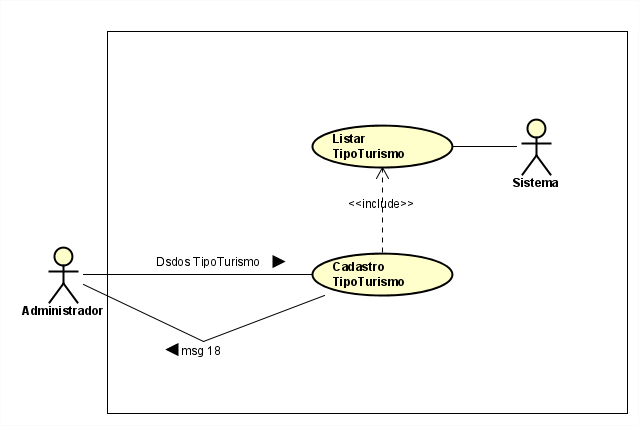 Listar
TipoTurismo
Sistema
<<include>>
Dsdos TipoTurismo
Cadastro
TipoTurismo
Administrador
msg 18